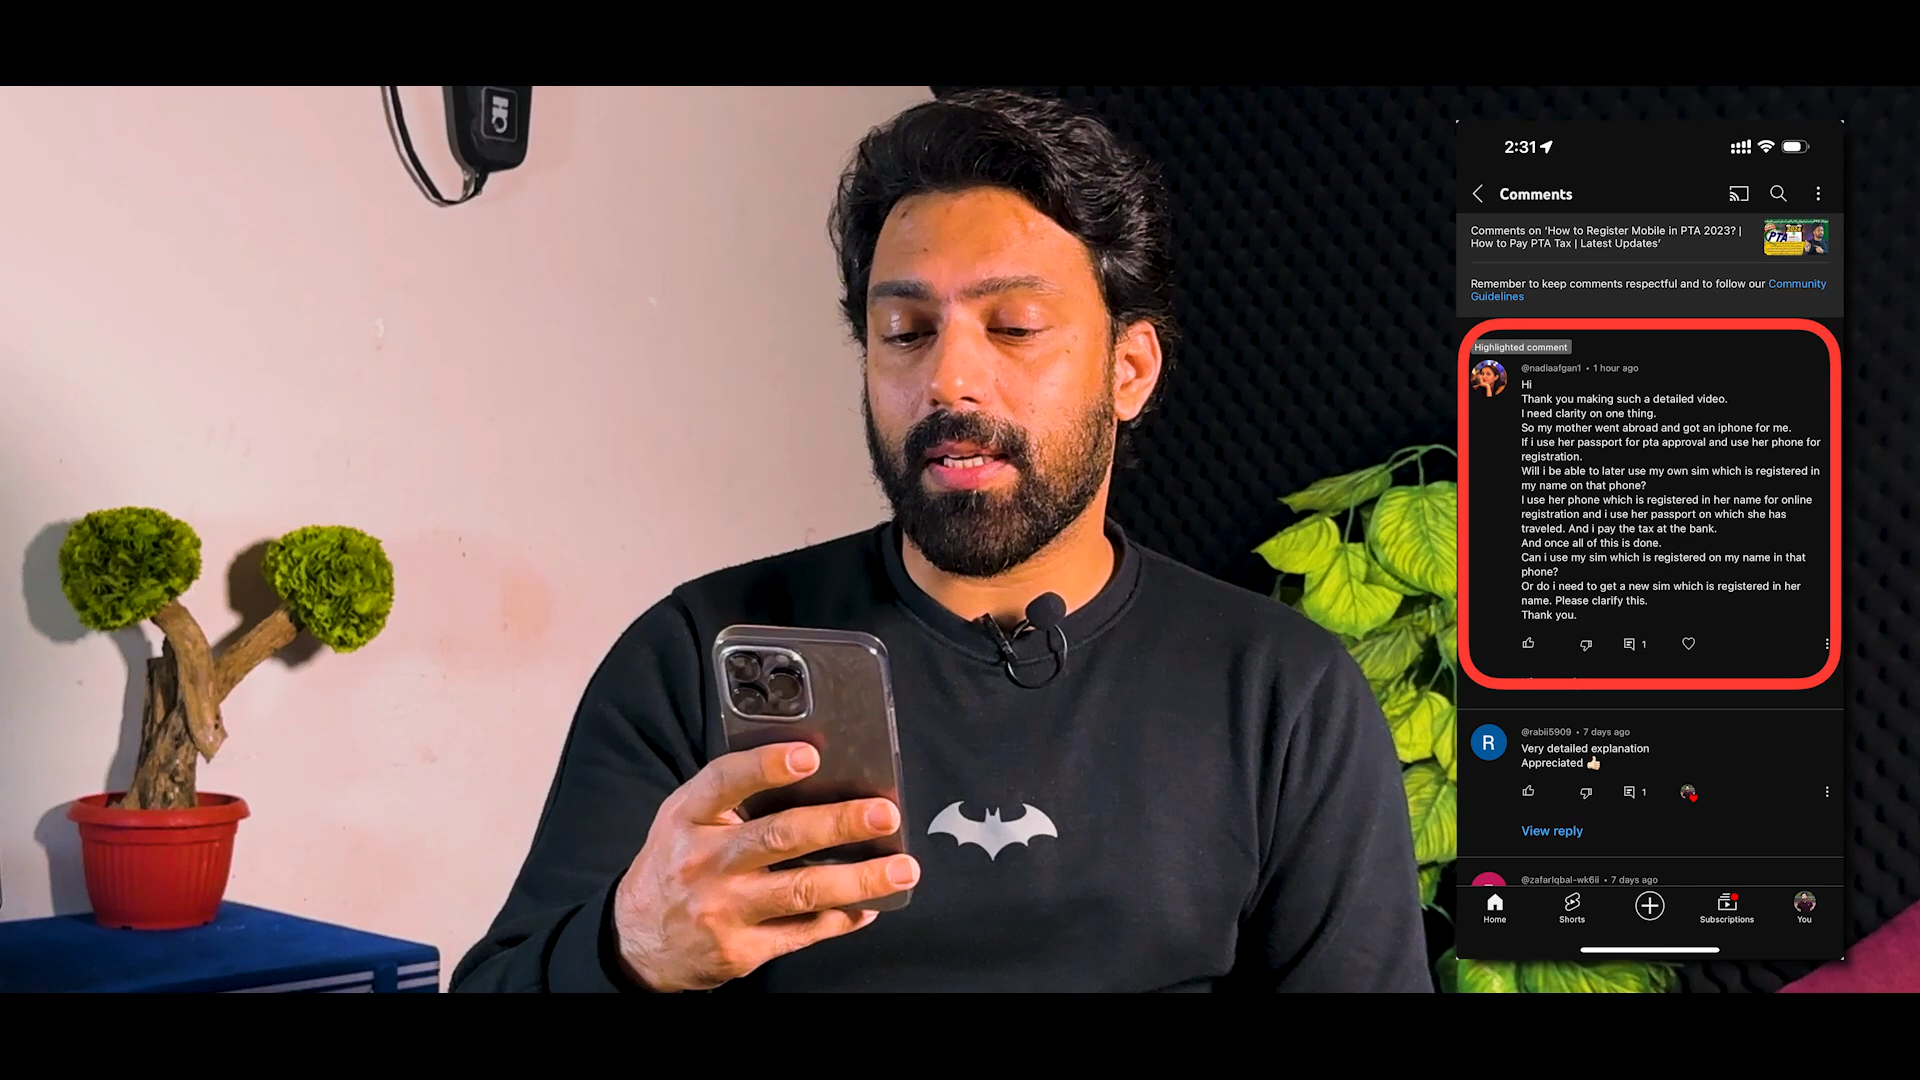 HQ
2:31
Comments
Comments on ‘How to Register Mobile in PTA 2023? |
How to Pay PTA Tax | Latest Updates’
PTA
Remember to keep comments respectful and to follow our Community
Guidelines
Highlighted comment
@nadiaafgan1 • 1 hour ago
Hi
Thank you making such a detailed video.
I need clarity on one thing.
So my mother went abroad and got an iphone for me.
If i use her passport for pta approval and use her phone for
registration.
Will i be able to later use my own sim which is registered in
my name on that phone?
I use her phone which is registered in her name for online
registration and i use her passport on which she has
traveled. And i pay the tax at the bank.
And once all of this is done.
Can i use my sim which is registered on my name in that
phone?
Or do i need to get a new sim which is registered in her
name. Please clarify this.
Thank you.
1
R
@rabii5909 • 7 days ago
Very detailed explanation
Appreciated 👍🏻
1
View reply
@zafarIqbal-wk6ii • 7 days ago
Home
Shorts
Subscriptions
You